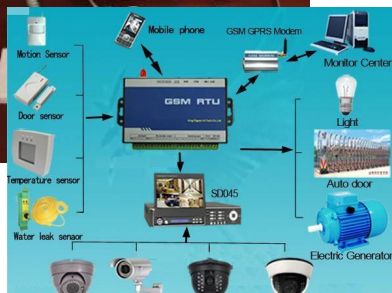 Mobile phone
GSM GPRS Modem
Motion Sensor
Monitor Center
GSM RTU
Door sensor
Light
Temperature sensor
SD045
Auto door
Water leak sensor
Electric Generator